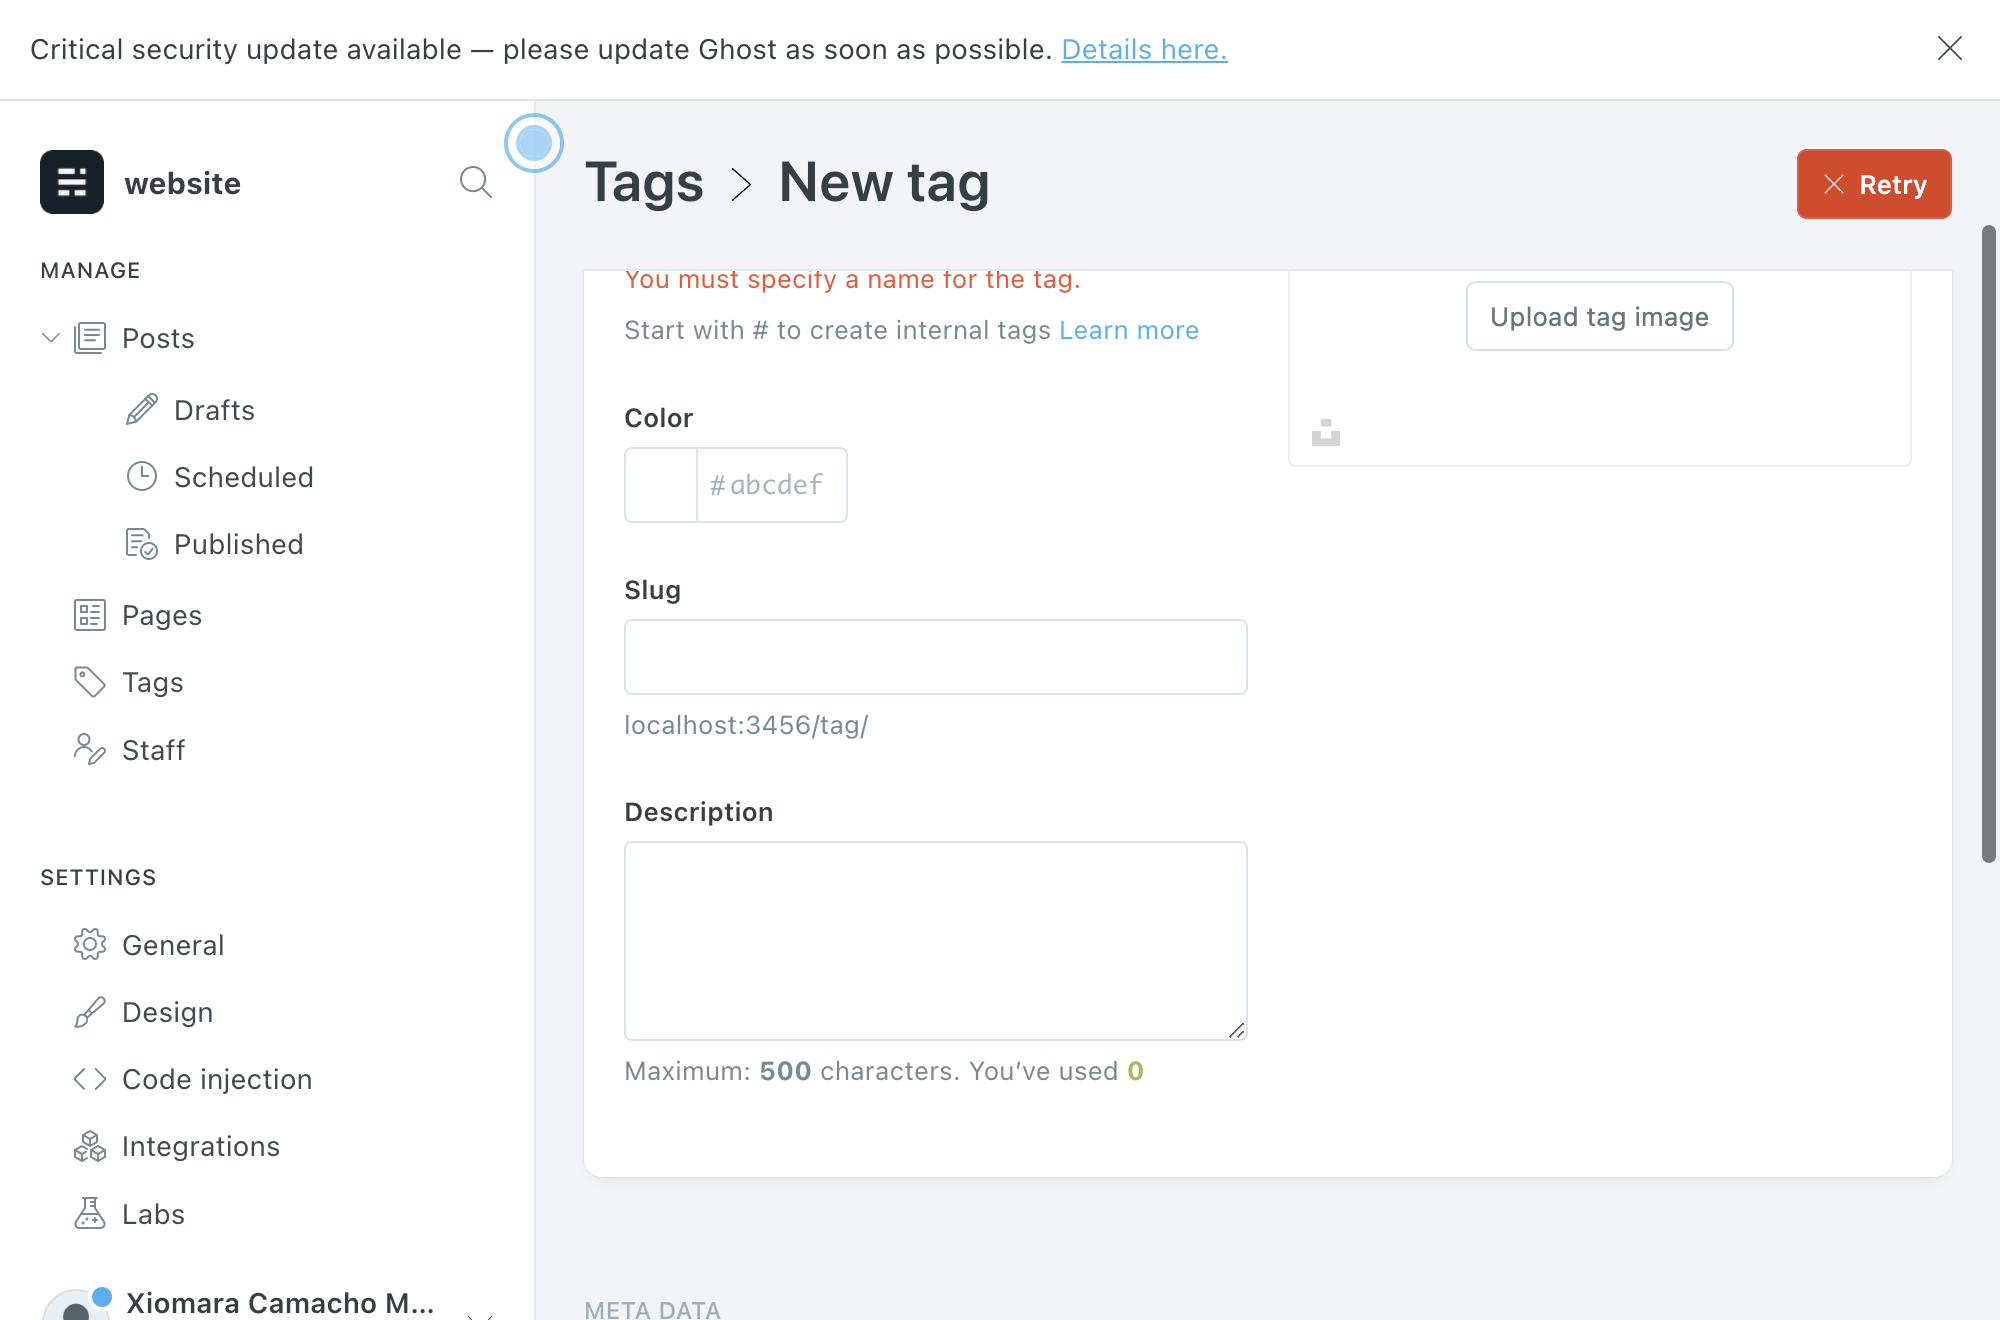 Critical security update available — please update Ghost as soon as possible. Details here.
website
MANAGE
Posts
Drafts
Scheduled
Published
Pages
Tags
Staff
SETTINGS
General
Design
Code injection
Integrations
Labs
Xiomara Camacho M...
Tags > New tag
Retry
You must specify a name for the tag.
Start with # to create internal tags Learn more
Upload tag image
Color
#abcdef
Slug
localhost:3456/tag/
Description
Maximum: 500 characters. You’ve used 0
META DATA